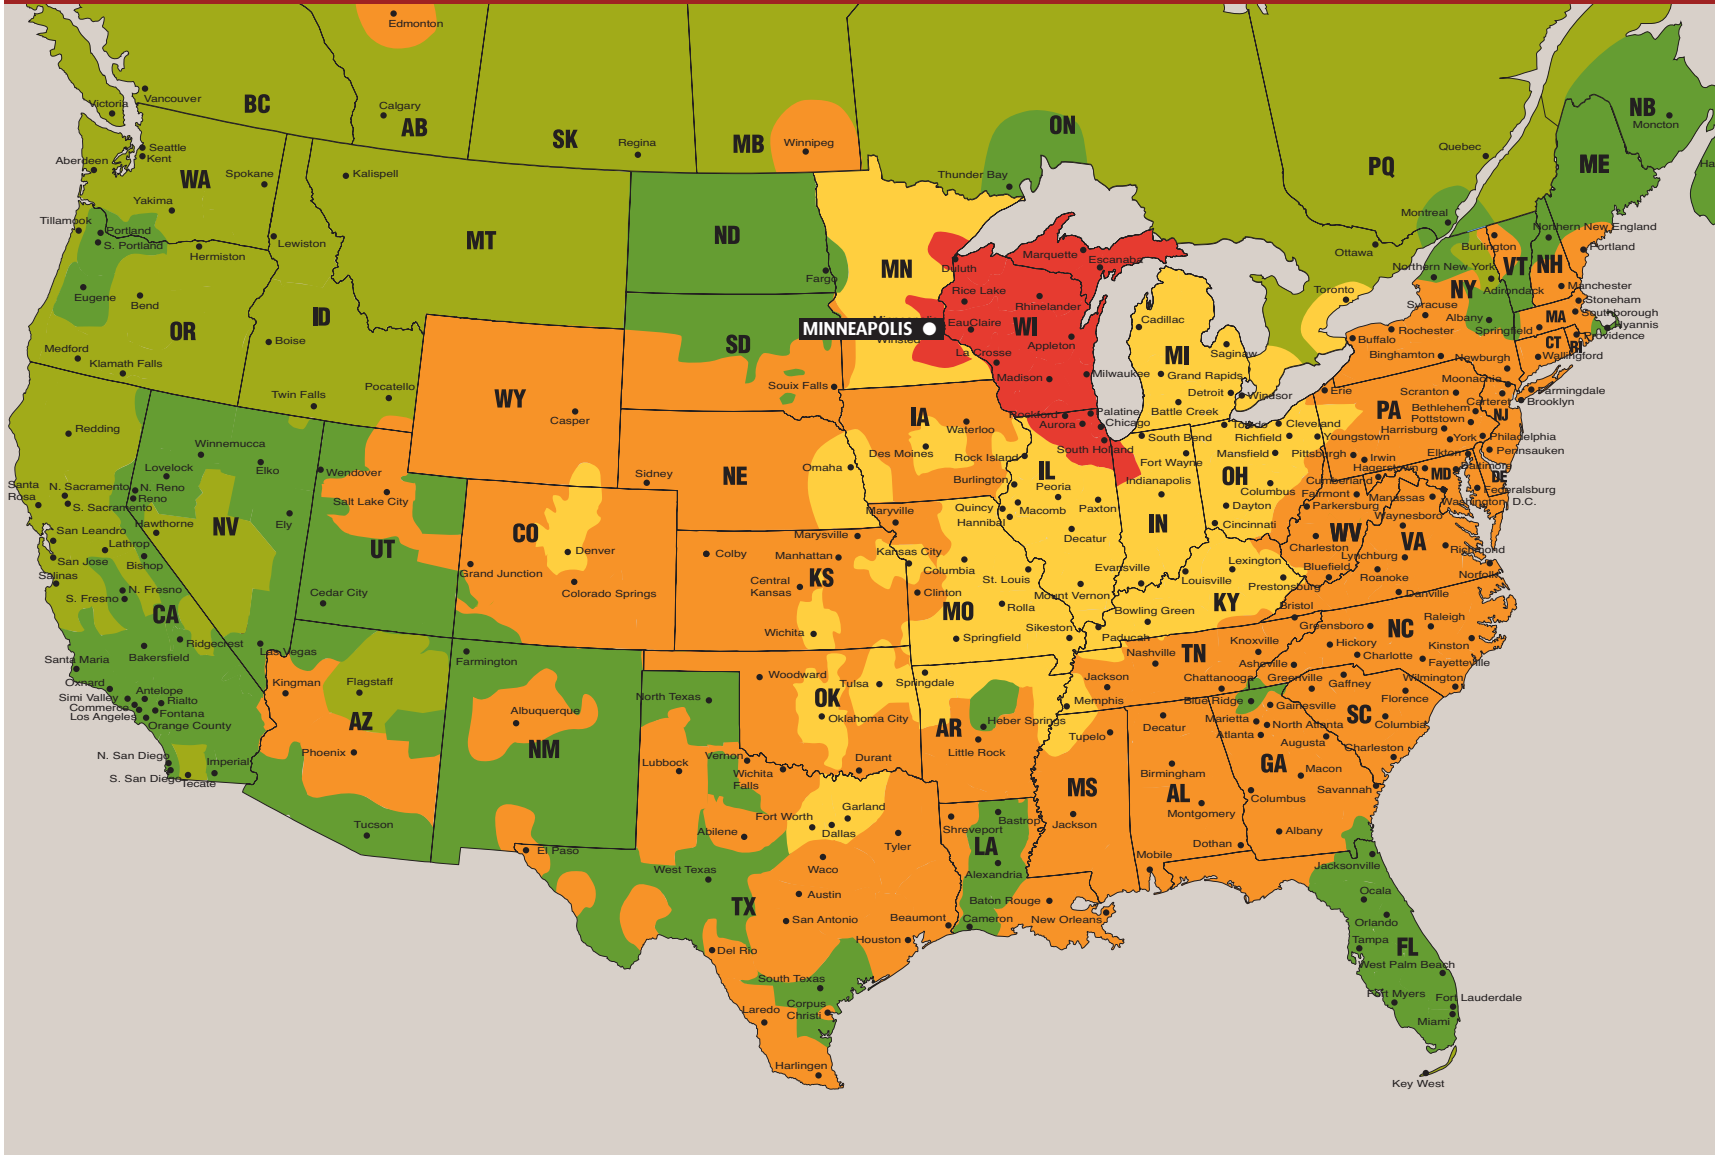 Edmonton
Victoria
Vancouver
BC
Calgary
AB
SK
Regina
MB
Winnipeg
ON
Thunder Bay
PQ
Quebec
Montreal
Ottawa
Toronto
NB
Moncton
ME
Ha
Seattle
Kent
Aberdeen
WA
Spokane
Yakima
Tillamook
Portland
S. Portland
Hermiston
Lewiston
Kalispell
MT
Eugene
Bend
OR
ID
Boise
Medford
Klamath Falls
Twin Falls
Pocatello
WY
Casper
ND
Fargo
SD
Souix Falls
MN
Duluth
MINNEAPOLIS
Winsted
Marquette
Escanaba
Rice Lake
Rhinelander
EauClaire
WI
Appleton
La Crosse
Madison
Milwaukee
Cadillac
MI
Saginaw
Grand Rapids
Detroit
Windsor
Battle Creek
Northern New England
Burlington
Portland
Northern New York
VT
NH
NY
Adirondack
Manchester
Syracuse
Stoneham
Albany
MA
Southborough
Rochester
Springfield
Hyannis
Buffalo
CT
RI
Providence
Binghamton
Newburgh
Wallingford
Redding
Winnemucca
Lovelock
Elko
Wendover
Santa
Rosa
N. Sacramento
N. Reno
Reno
S. Sacramento
Salt Lake City
Hawthorne
NV
Ely
San Leandro
Lathrop
San Jose
Bishop
Salinas
UT
N. Fresno
S. Fresno
Cedar City
CA
Ridgecrest
Bakersfield
Las Vegas
Santa Maria
Oxnard
Antelope
Simi Valley
Rialto
Commerce
Fontana
Los Angeles
Orange County
N. San Diego
Imperial
S. San Diego
Tecate
Kingman
Flagstaff
AZ
Phoenix
Tucson
CO
Denver
Grand Junction
Colorado Springs
Farmington
Albuquerque
NM
El Paso
Sidney
NE
Omaha
IA
Waterloo
Des Moines
Rock Island
Burlington
Rockford
Palatine
Aurora
Chicago
South Holland
IL
Peoria
Macomb
Paxton
Quincy
Hannibal
Decatur
South Bend
Fort Wayne
Indianapolis
IN
Evansville
Toledo
Cleveland
Richfield
Youngstown
Mansfield
OH
Columbus
Dayton
Cincinnati
Erie
PA
Scranton
Moonachie
Farmingdale
Carteret
Brooklyn
Bethlehem
NJ
Pottstown
Harrisburg
York
Philadelphia
Pittsburgh
Irwin
Elkton
Pennsauken
Hagerstown
Baltimore
MD
DE
Cumberland
Federalsburg
Fairmont
Manassas
Washington D.C.
Parkersburg
Waynesboro
WV
VA
Charleston
Lynchburg
Richmond
Bluefield
Roanoke
Norfolk
Danville
Maryville
Marysville
Colby
Manhattan
Kansas City
Central
Kansas
KS
Wichita
Columbia
St. Louis
Clinton
MO
Rolla
Mount Vernon
Springfield
Sikeston
Lexington
Louisville
Prestonsburg
Bowling Green
KY
Paducah
Bristol
Greensboro
Raleigh
NC
Hickory
Kinston
Charlotte
Fayetteville
Knoxville
Nashville
TN
Asheville
Jackson
Chattanooga
Greenville
Gaffney
Wilmington
Memphis
Blue Ridge
Gainesville
Florence
SC
Columbia
Marietta
North Atlanta
Atlanta
Augusta
Charleston
GA
Macon
Columbus
Savannah
Albany
Woodward
Tulsa
Springdale
OK
Oklahoma City
AR
Heber Springs
Little Rock
Durant
North Texas
Lubbock
Vernon
Wichita
Falls
Garland
Fort Worth
Dallas
Abilene
Tyler
West Texas
Waco
TX
Austin
San Antonio
Beaumont
Houston
Del Rio
South Texas
Corpus
Christi
Laredo
Harlingen
Shreveport
Bastrop
LA
Alexandria
Baton Rouge
Cameron
New Orleans
Tupelo
MS
Jackson
Decatur
Birmingham
AL
Montgomery
Dothan
Mobile
Jacksonville
Ocala
Orlando
Tampa
FL
West Palm Beach
Fort Myers
Fort Lauderdale
Miami
Key West